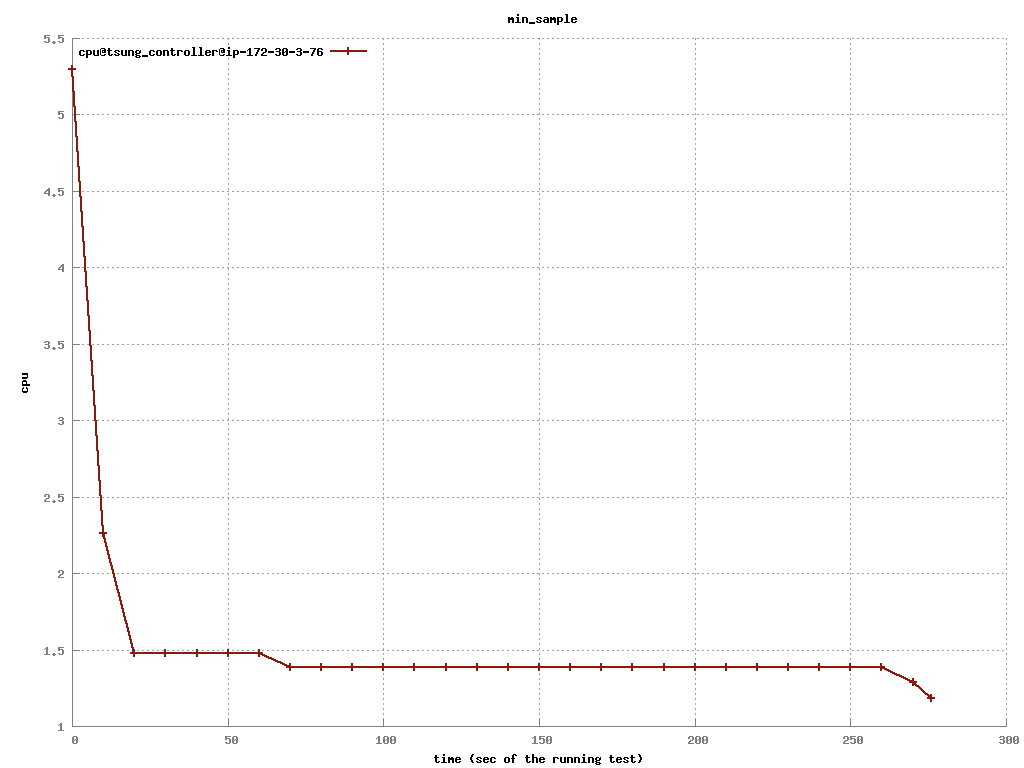 min_sample
5.5
cpu@tsung_controller@ip-172-30-3-76
5
4.5
4
3.5
cpu
3
2.5
2
1.5
1
0 50 100 150 200 250 300
time (sec of the running test)